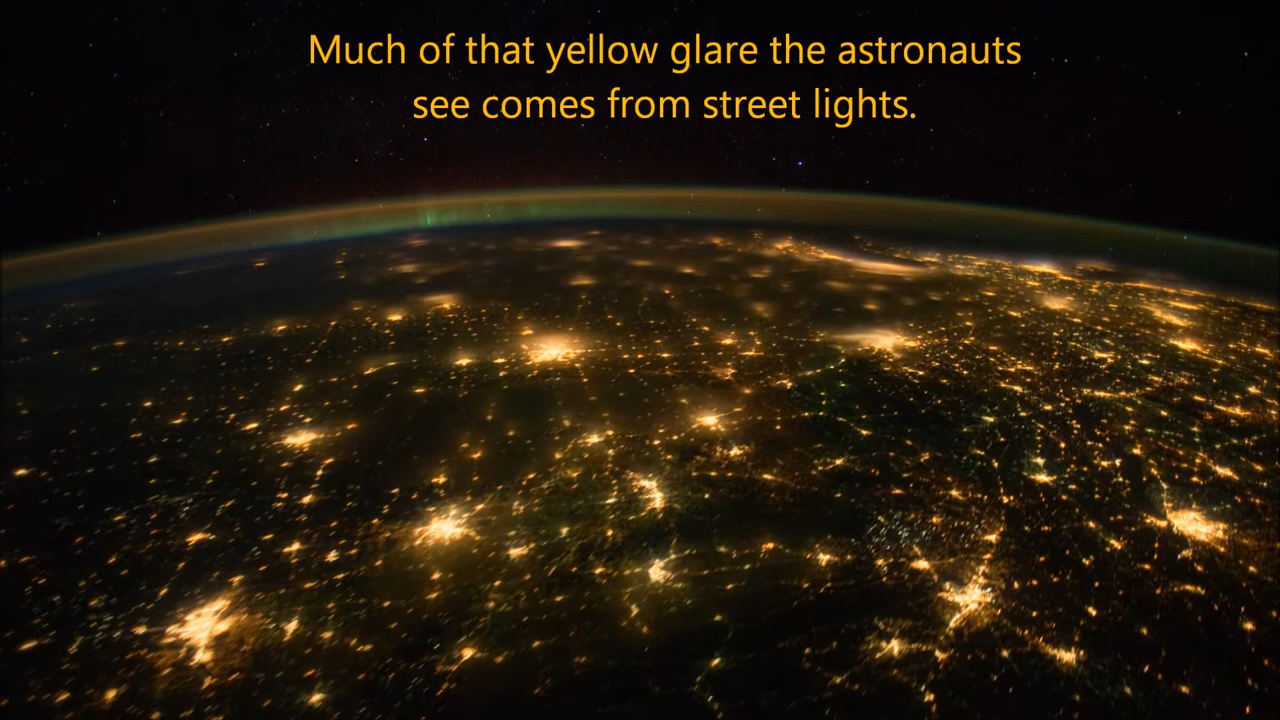 Much of that yellow glare the astronauts
see comes from street lights.